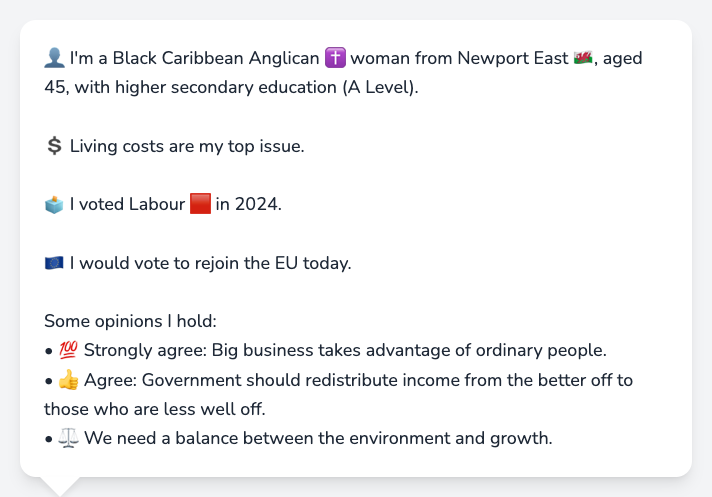 👤 I'm a Black Caribbean Anglican ✝️ woman from Newport East 🏴󠁧󠁢󠁷󠁬󠁳󠁿, aged
45, with higher secondary education (A Level).
💲 Living costs are my top issue.
🗳️ I voted Labour 🟥 in 2024.
🇪🇺 I would vote to rejoin the EU today.
Some opinions I hold:
• 💯 Strongly agree: Big business takes advantage of ordinary people.
• 👍 Agree: Government should redistribute income from the better off to
those who are less well off.
• ⚖️ We need a balance between the environment and growth.